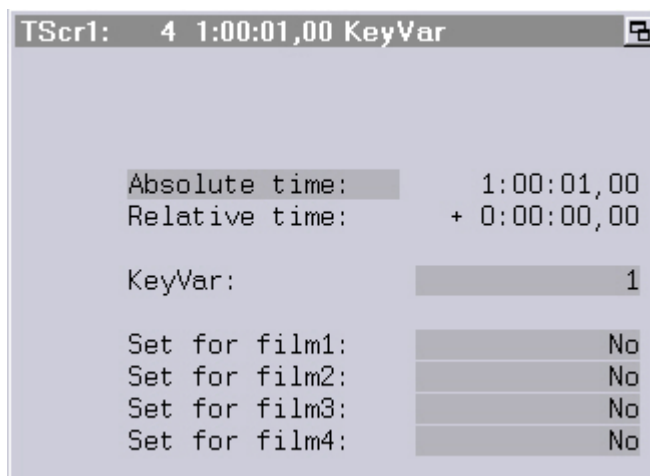 TScr1: 4 1:00:01,00 KeyVar
Absolute time: 1:00:01,00
Relative time: + 0:00:00,00
KeyVar: 1
Set for film1: No
Set for film2: No
Set for film3: No
Set for film4: No